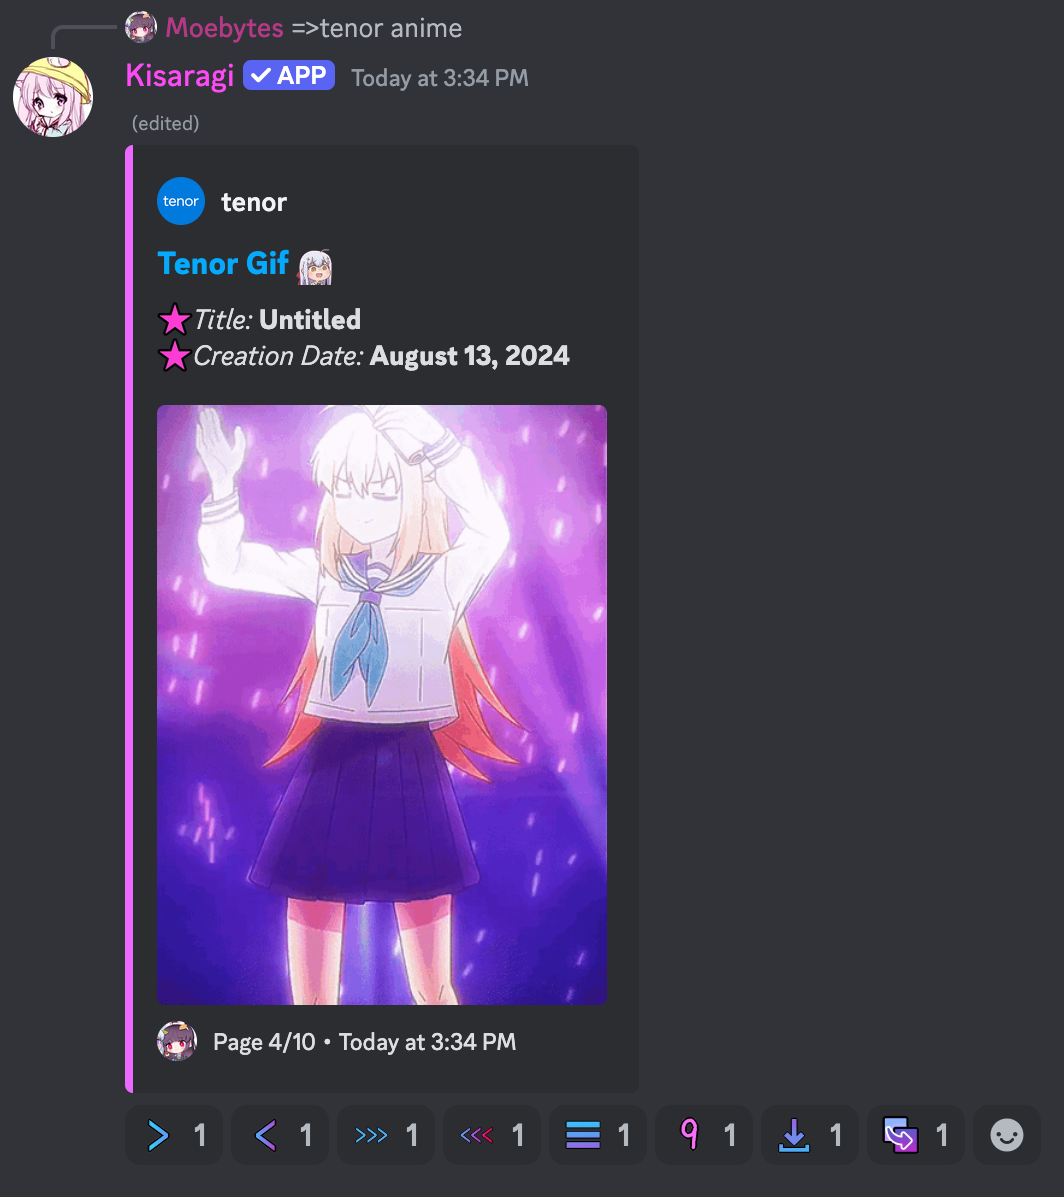 Moebytes =>tenor anime
Kisaragi ✓ APP Today at 3:34 PM
(edited)
tenor tenor
Tenor Gif
Title: Untitled
Creation Date: August 13, 2024
Page 4/10 • Today at 3:34 PM
1 1 1 1 1 9 1 1 1